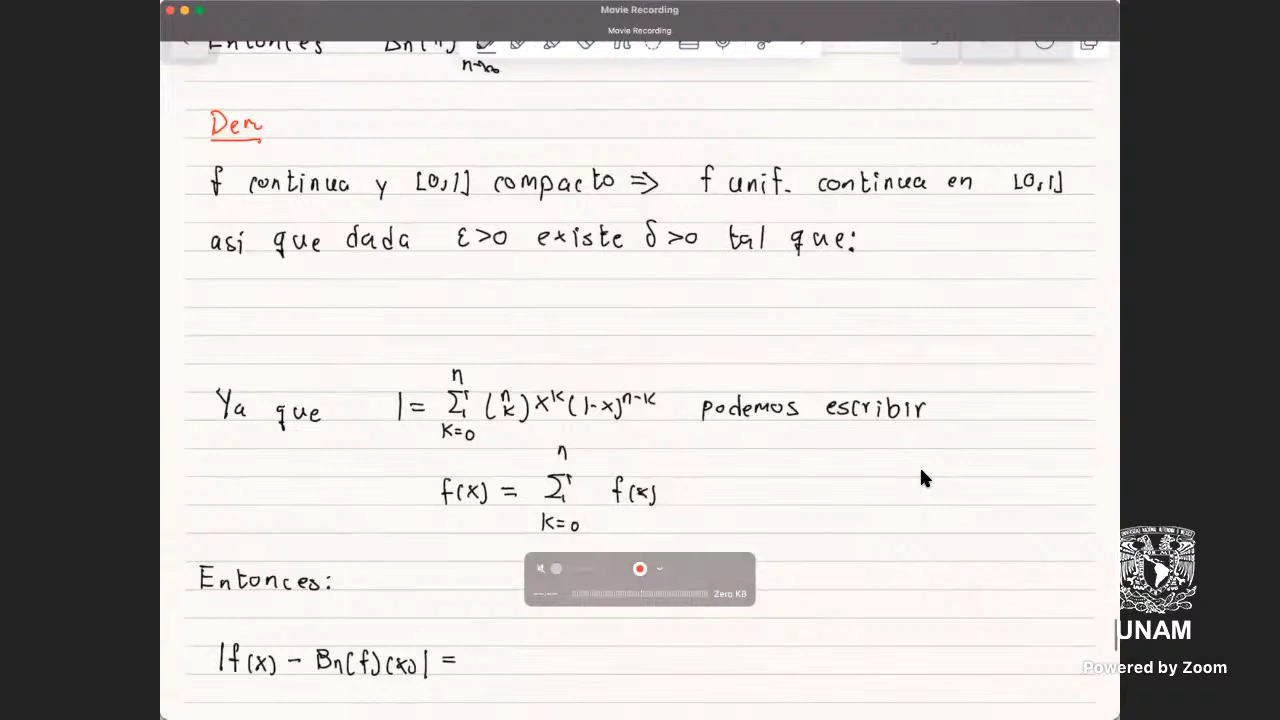 Movie Recording
Movie Recording
Entonces Bn(
n→∞
Dem
f continua y [0,1] compacto => f unif. continua en [0,1]
así que dada ε>0 existe δ>0 tal que:
Ya que 1 = Σ_{k=0}^{n} (n k) x^k (1-x)^{n-k} podemos escribir
f(x) = Σ_{k=0}^{n} f(x)
Entonces:
Zero KB
|f(x) - Bn(f)(x)| =
UNAM
Powered by Zoom